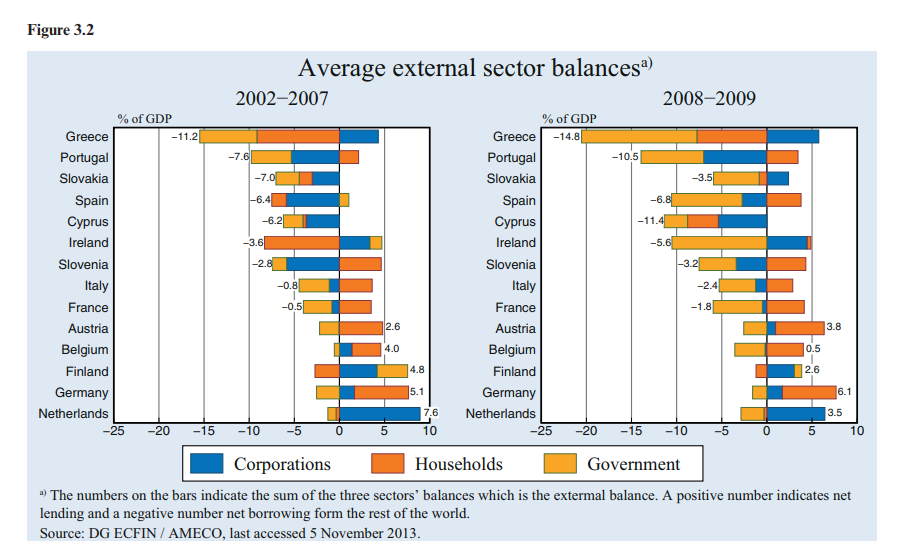 Figure 3.2
Average external sector balancesa)
2002–2007
2008–2009
% of GDP
% of GDP
Greece −11.2
Greece −14.8
Portugal −7.6
Portugal −10.5
Slovakia −7.0
Slovakia −3.5
Spain −6.4
Spain −6.8
Cyprus −6.2
Cyprus −11.4
Ireland −3.6
Ireland −5.6
Slovenia −2.8
Slovenia −3.2
Italy −0.8
Italy −2.4
France −0.5
France −1.8
Austria 2.6
Austria 3.8
Belgium 4.0
Belgium 0.5
Finland 4.8
Finland 2.6
Germany 5.1
Germany 6.1
Netherlands 7.6
Netherlands 3.5
−25 −20 −15 −10 −5 0 5 10
−25 −20 −15 −10 −5 0 5 10
Corporations Households Government
a) The numbers on the bars indicate the sum of the three sectors' balances which is the extermal balance. A positive number indicates net
lending and a negative number net borrowing form the rest of the world.
Source: DG ECFIN / AMECO, last accessed 5 November 2013.